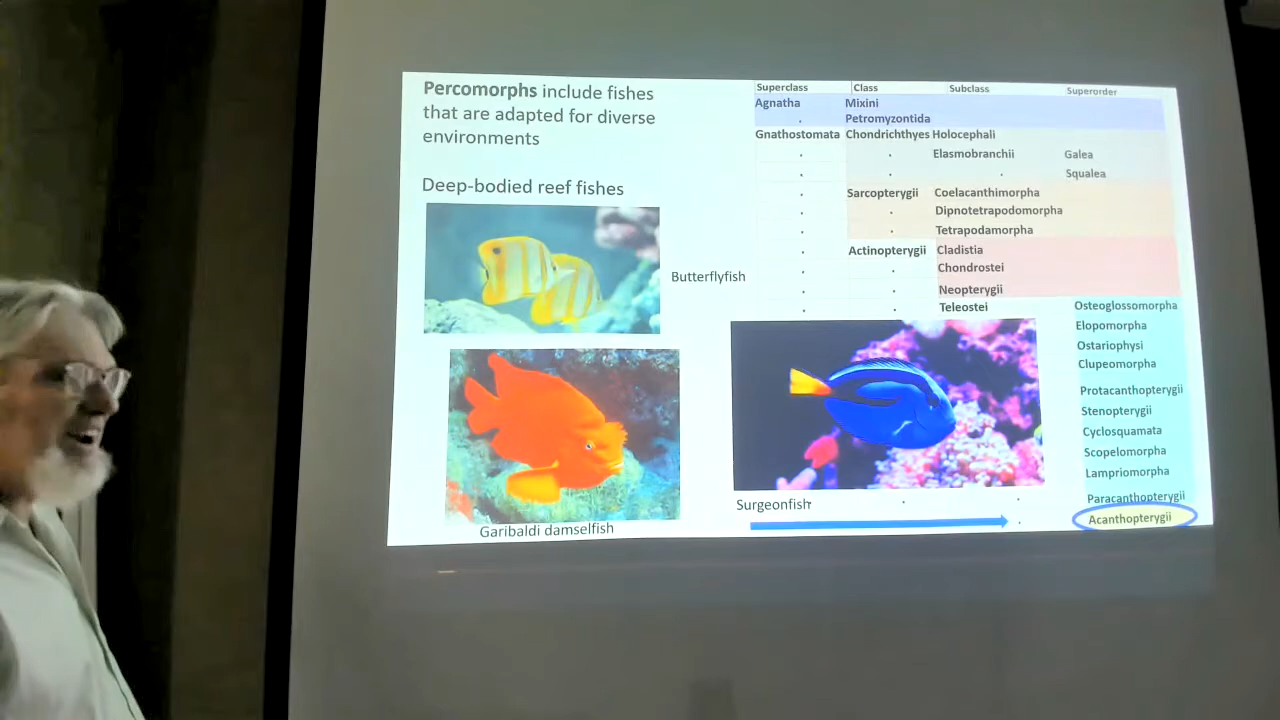 Percomorphs include fishes
that are adapted for diverse
environments
Deep-bodied reef fishes
Butterflyfish
Garibaldi damselfish
Surgeonfish
Superclass Class Subclass Superorder
Agnatha Mixini
Petromyzontida
Gnathostomata Chondrichthyes Holocephali
Elasmobranchii Galea
Squalea
Sarcopterygii Coelacanthimorpha
Dipnotetrapodomorpha
Tetrapodamorpha
Actinopterygii Cladistia
Chondrostei
Neopterygii
Teleostei Osteoglossomorpha
Elopomorpha
Ostariophysi
Clupeomorpha
Protacanthopterygii
Stenopterygii
Cyclosquamata
Scopelomorpha
Lampriomorpha
Paracanthopterygii
Acanthopterygii